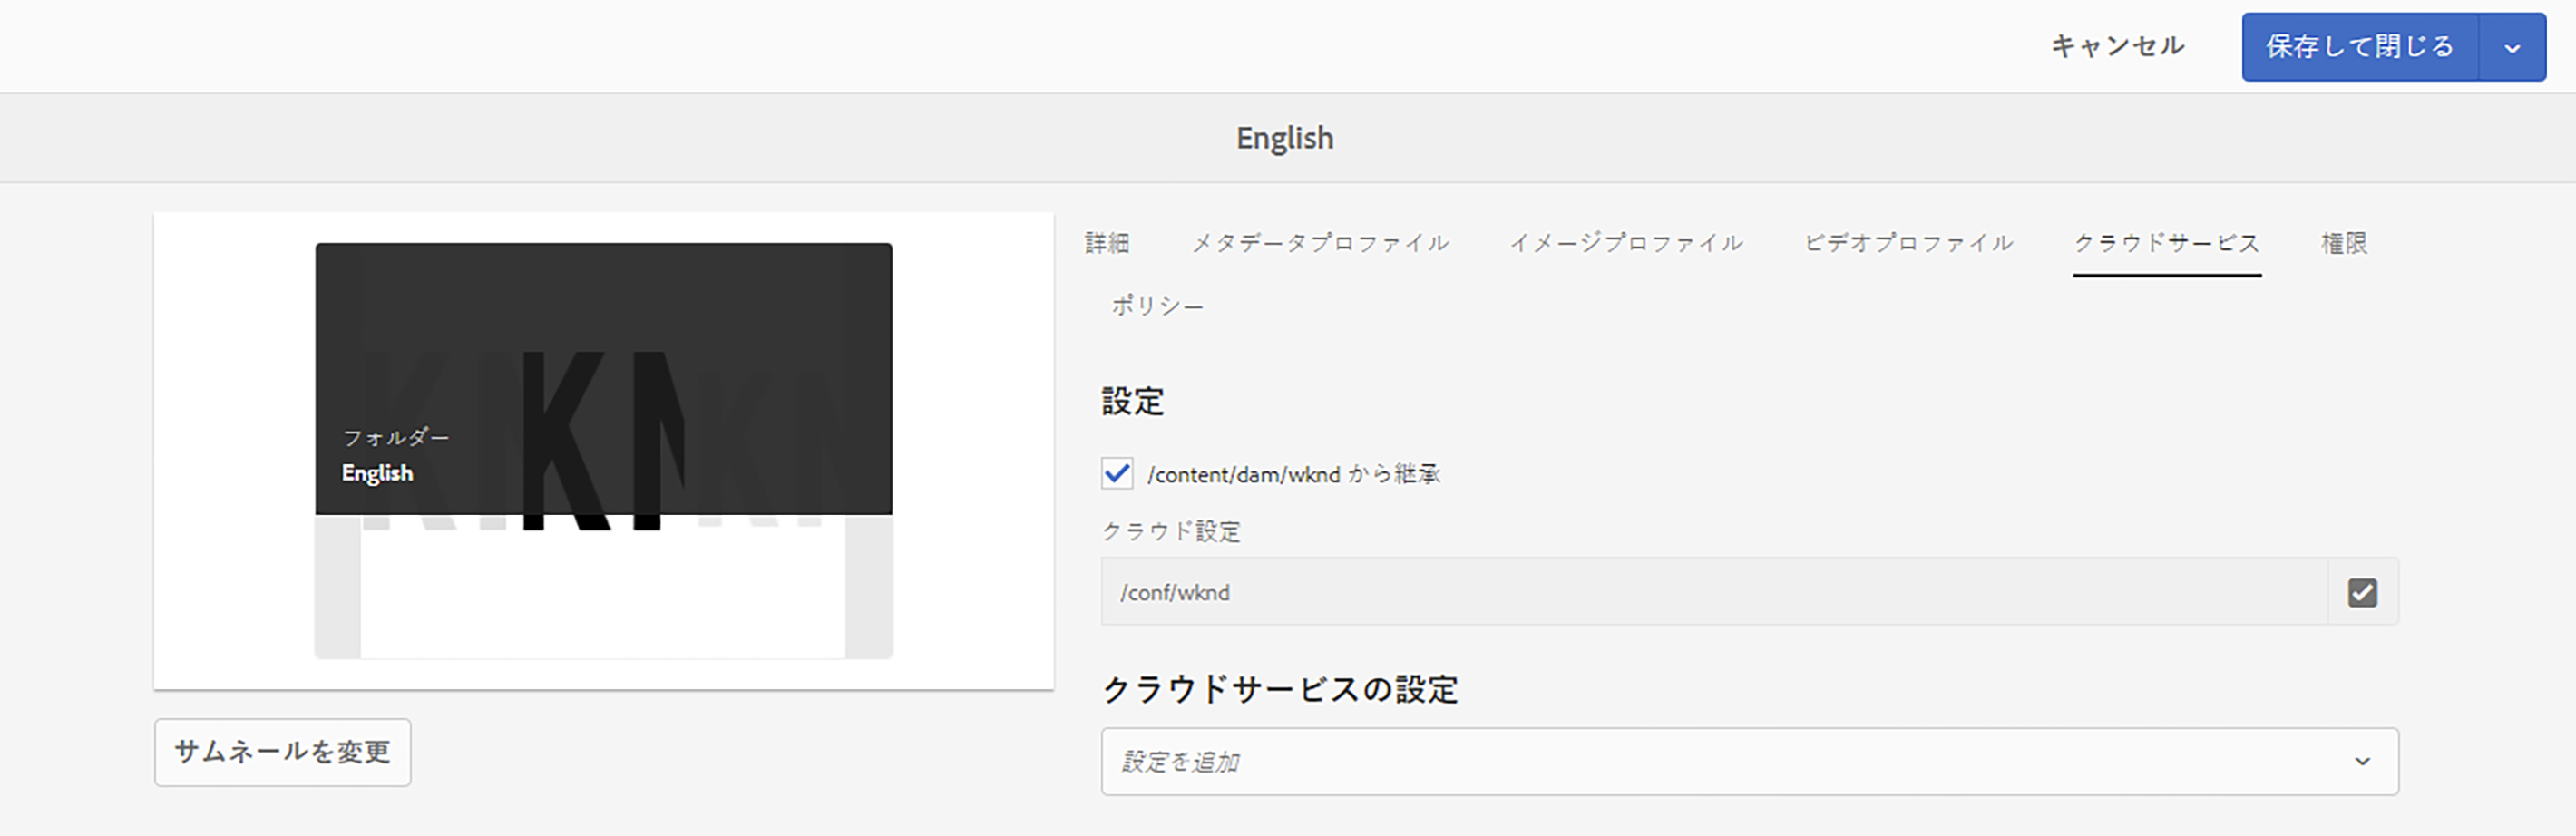 キャンセル
保存して閉じる
English
詳細 メタデータプロファイル イメージプロファイル ビデオプロファイル クラウドサービス 権限
ポリシー
フォルダー
English
サムネールを変更
設定
/content/dam/wknd から継承
クラウド設定
/conf/wknd
クラウドサービスの設定
設定を追加